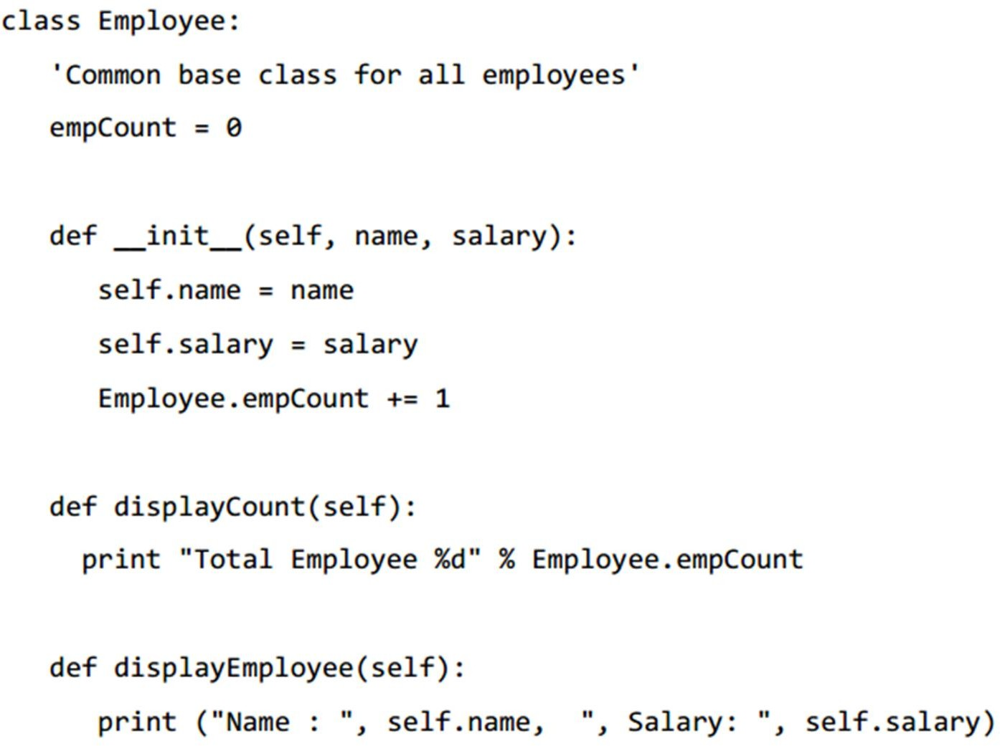 class Employee:
   'Common base class for all employees'
   empCount = 0

   def __init__(self, name, salary):
      self.name = name
      self.salary = salary
      Employee.empCount += 1

   def displayCount(self):
     print "Total Employee %d" % Employee.empCount

   def displayEmployee(self):
      print ("Name : ", self.name,  ", Salary: ", self.salary)